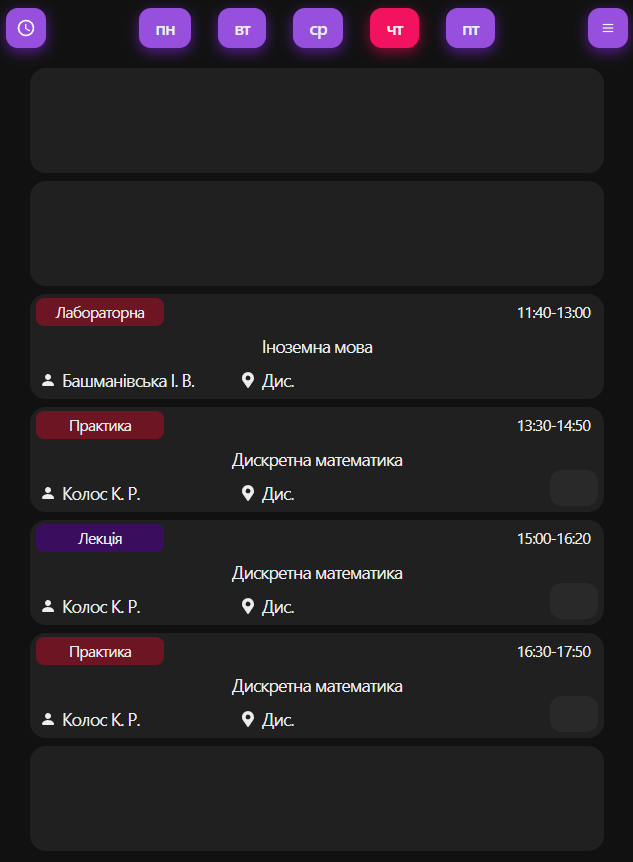 пн вт ср чт пт
Лабораторна 11:40-13:00
Іноземна мова
Башманівська І. В. Дис.
Практика 13:30-14:50
Дискретна математика
Колос К. Р. Дис.
Лекція 15:00-16:20
Дискретна математика
Колос К. Р. Дис.
Практика 16:30-17:50
Дискретна математика
Колос К. Р. Дис.